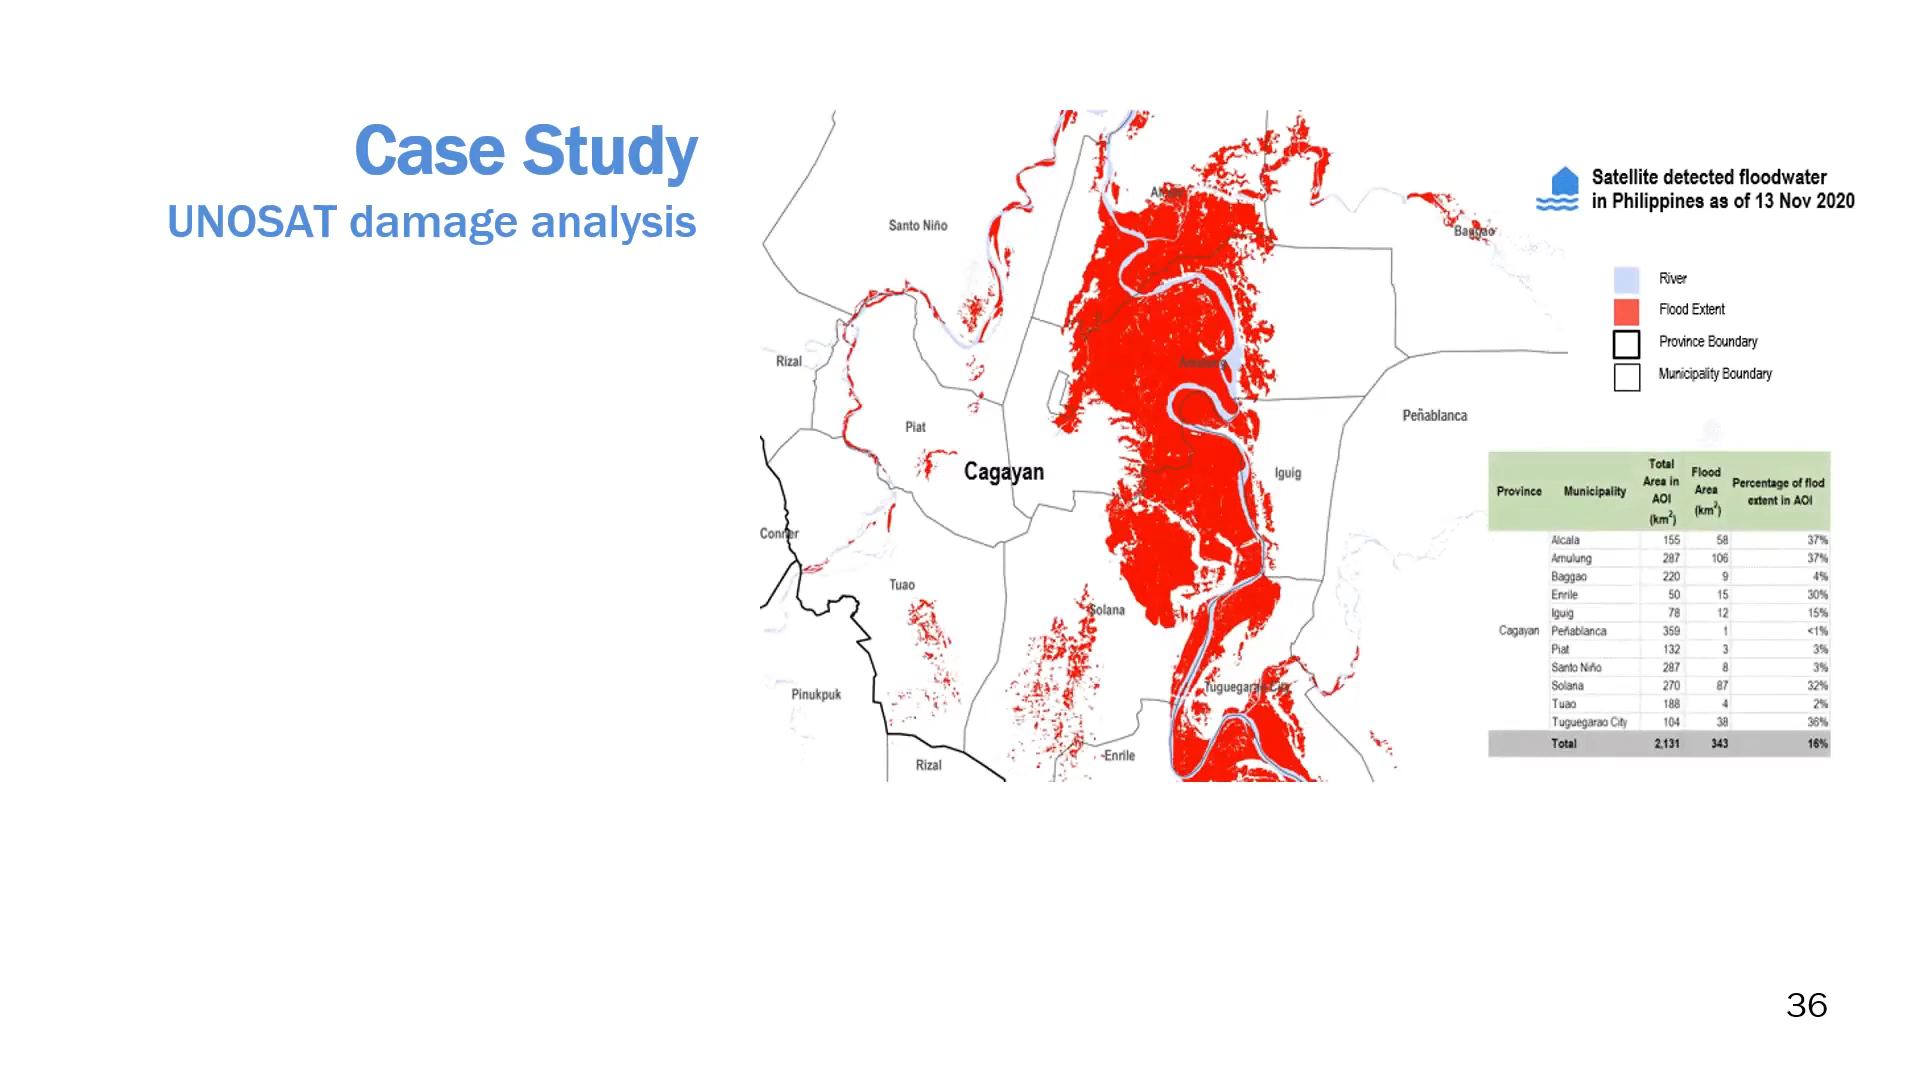 Case Study
UNOSAT damage analysis
Santo Niño
Baggao
Rizal
Amulung
Piat
Peñablanca
Cagayan
Iguig
Conner
Tuao
Solana
Pinukpuk
Tuguegarao City
Enrile
Rizal
Satellite detected floodwater
in Philippines as of 13 Nov 2020
River
Flood Extent
Province Boundary
Municipality Boundary
Province Municipality Total Area in AOI (km²) Flood Area (km²) Percentage of flod extent in AOI
Alcala 155 58 37%
Amulung 287 106 37%
Baggao 220 9 4%
Enrile 50 15 30%
Iguig 78 12 15%
Cagayan Peñablanca 359 1 <1%
Piat 132 3 3%
Santo Niño 287 8 3%
Solana 270 87 32%
Tuao 188 4 2%
Tuguegarao City 104 38 36%
Total 2,131 343 16%
36